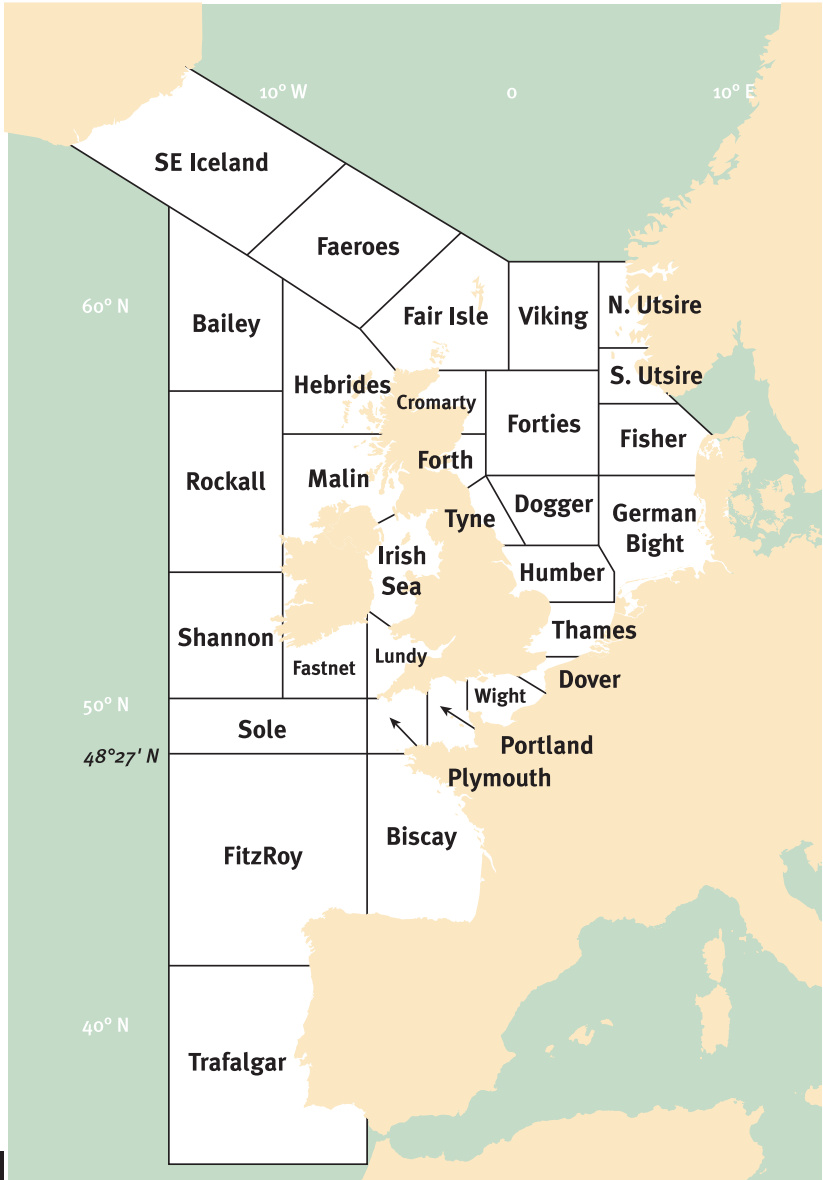 10° W
0
10° E
SE Iceland
Faeroes
60° N
Bailey
Fair Isle
Viking
N. Utsire
Hebrides
Cromarty
S. Utsire
Forties
Fisher
Rockall
Malin
Forth
Tyne
Dogger
German
Bight
Irish
Sea
Humber
Shannon
Fastnet
Lundy
Thames
Dover
50° N
Sole
Wight
48°27' N
Portland
Plymouth
FitzRoy
Biscay
40° N
Trafalgar